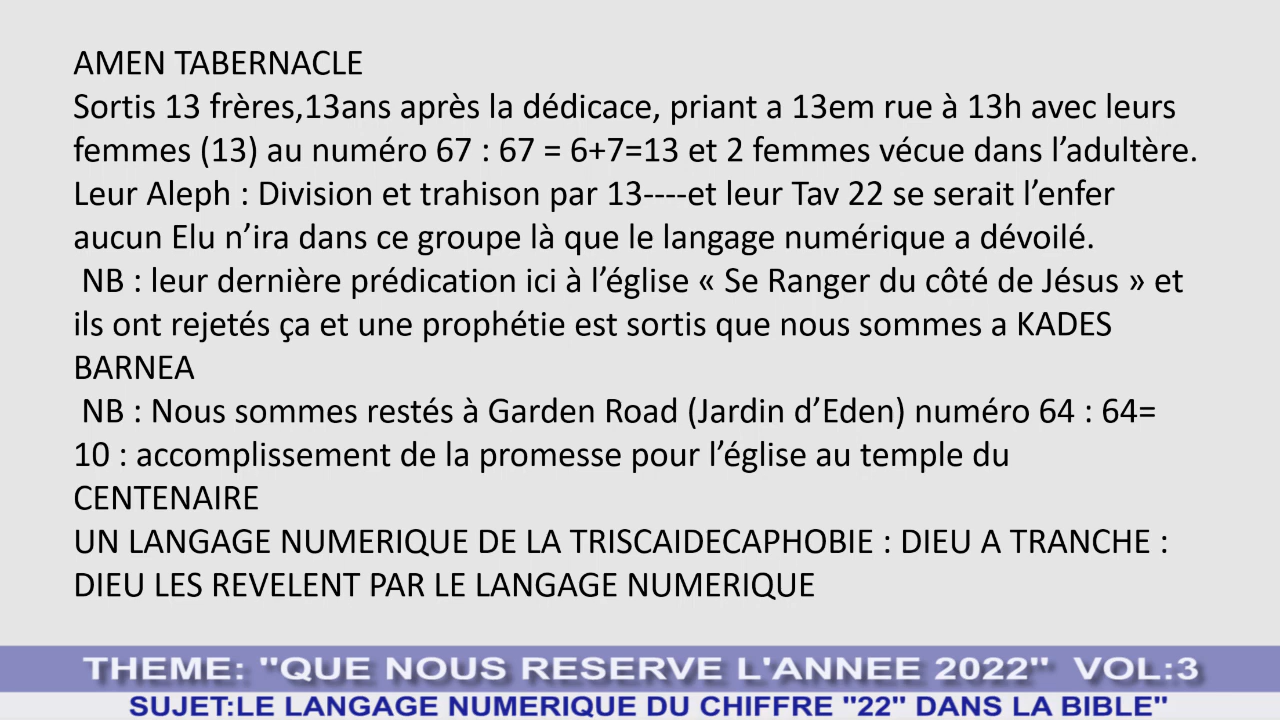 AMEN TABERNACLE
Sortis 13 frères,13ans après la dédicace, priant a 13em rue à 13h avec leurs
femmes (13) au numéro 67 : 67 = 6+7=13 et 2 femmes vécue dans l’adultère.
Leur Aleph : Division et trahison par 13----et leur Tav 22 se serait l’enfer
aucun Elu n’ira dans ce groupe là que le langage numérique a dévoilé.
NB : leur dernière prédication ici à l’église « Se Ranger du côté de Jésus » et
ils ont rejetés ça et une prophétie est sortis que nous sommes a KADES
BARNEA
NB : Nous sommes restés à Garden Road (Jardin d’Eden) numéro 64 : 64=
10 : accomplissement de la promesse pour l’église au temple du
CENTENAIRE
UN LANGAGE NUMERIQUE DE LA TRISCAIDECAPHOBIE : DIEU A TRANCHE :
DIEU LES REVELENT PAR LE LANGAGE NUMERIQUE
THEME: "QUE NOUS RESERVE L'ANNEE 2022" VOL:3
SUJET:LE LANGAGE NUMERIQUE DU CHIFFRE "22" DANS LA BIBLE"